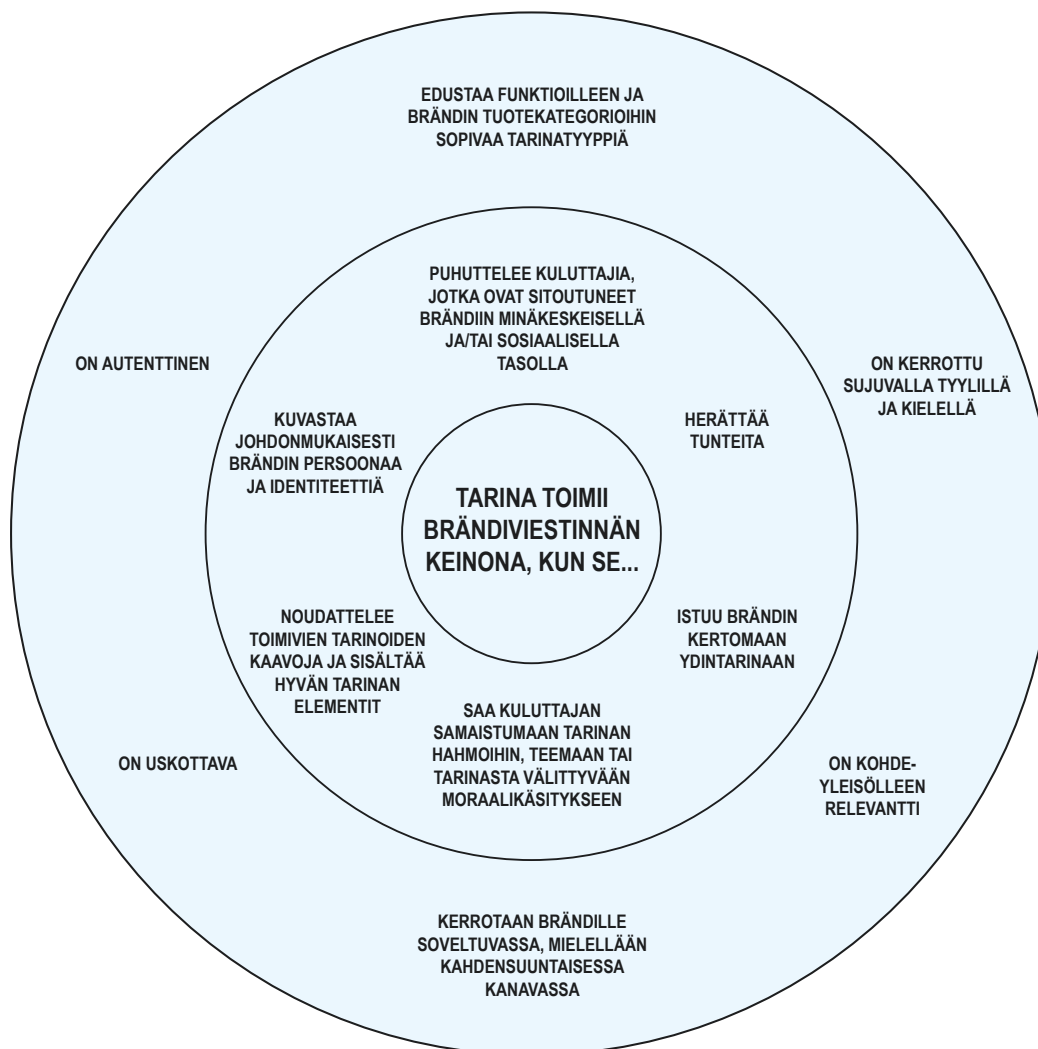 EDUSTAA FUNKTIOILLEEN JA
BRÄNDIN TUOTEKATEGORIOIHIN
SOPIVAA TARINATYYPPIÄ
PUHUTTELEE KULUTTAJIA,
JOTKA OVAT SITOUTUNEET
BRÄNDIIN MINÄKESKEISELLÄ
JA/TAI SOSIAALISELLA
TASOLLA
ON AUTENTTINEN
ON KERROTTU
SUJUVALLA TYYLILLÄ
JA KIELELLÄ
KUVASTAA
JOHDONMUKAISESTI
BRÄNDIN PERSOONAA
JA IDENTITEETTIÄ
HERÄTTÄÄ
TUNTEITA
TARINA TOIMII
BRÄNDIVIESTINNÄN
KEINONA, KUN SE...
NOUDATTELEE
TOIMIVIEN TARINOIDEN
KAAVOJA JA SISÄLTÄÄ
HYVÄN TARINAN
ELEMENTIT
ISTUU BRÄNDIN
KERTOMAAN
YDINTARINAAN
SAA KULUTTAJAN
SAMAISTUMAAN TARINAN
HAHMOIHIN, TEEMAAN TAI
TARINASTA VÄLITTYVÄÄN
MORAALIKÄSITYKSEEN
ON USKOTTAVA
ON KOHDE-
YLEISÖLLEEN
RELEVANTTI
KERROTAAN BRÄNDILLE
SOVELTUVASSA, MIELELLÄÄN
KAHDENSUUNTAISESSA
KANAVASSA